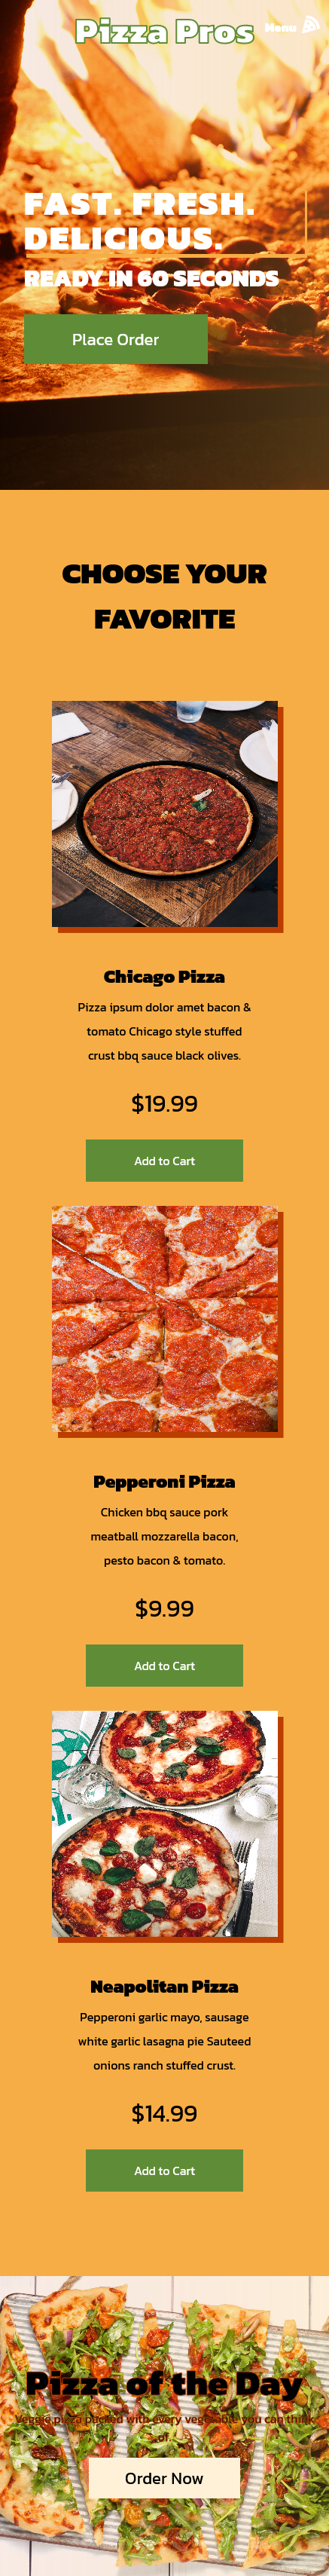 Pizza Pros
Menu
FAST. FRESH.
DELICIOUS.
READY IN 60 SECONDS
Place Order
CHOOSE YOUR
FAVORITE
Chicago Pizza
Pizza ipsum dolor amet bacon &
tomato Chicago style stuffed
crust bbq sauce black olives.
$19.99
Add to Cart
Pepperoni Pizza
Chicken bbq sauce pork
meatball mozzarella bacon,
pesto bacon & tomato.
$9.99
Add to Cart
Neapolitan Pizza
Pepperoni garlic mayo, sausage
white garlic lasagna pie Sauteed
onions ranch stuffed crust.
$14.99
Add to Cart
Pizza of the Day
Veggie pizza packed with every vegetable you can think
of
Order Now